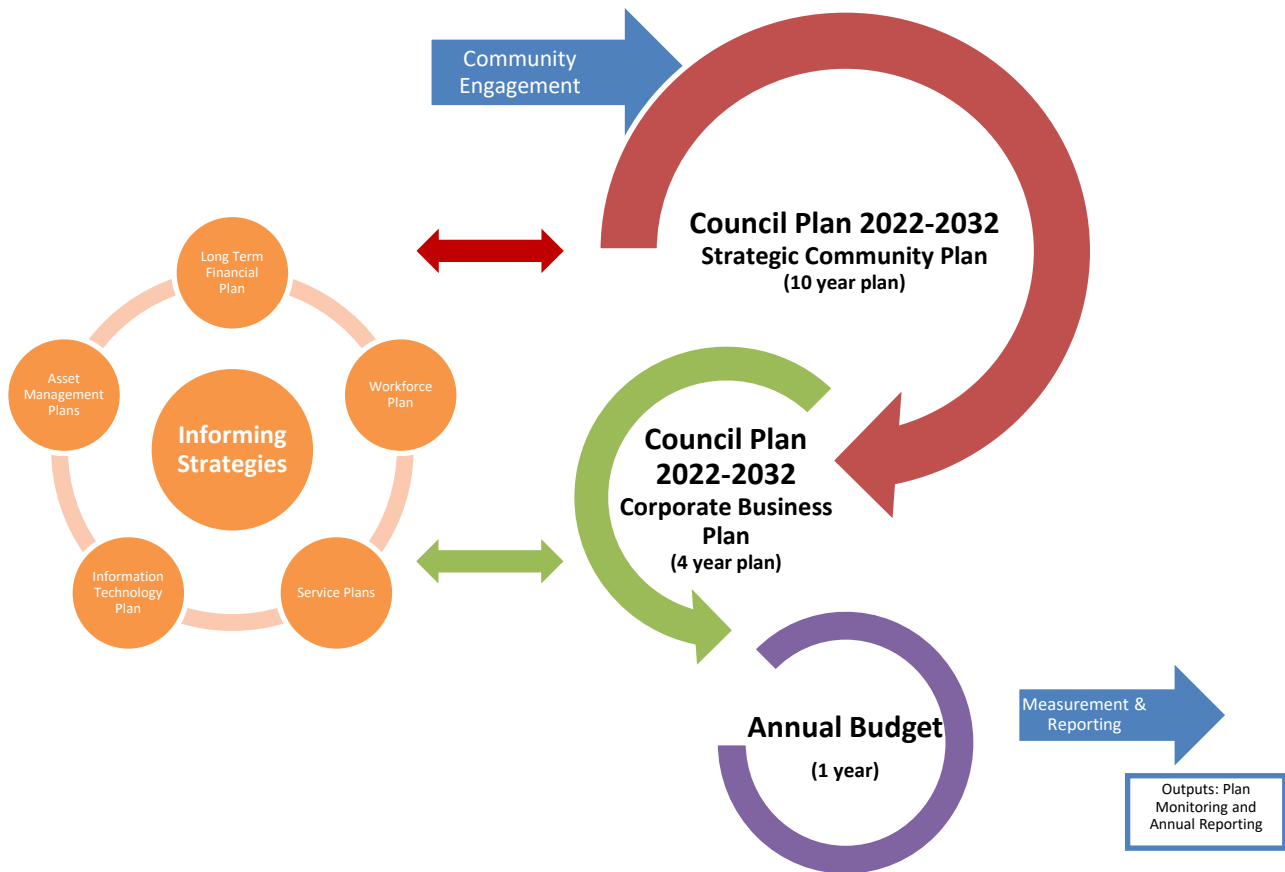 Community
Engagement
Council Plan 2022-2032
Strategic Community Plan
(10 year plan)
Long Term
Financial
Plan
Asset
Management
Plans
Workforce
Plan
Informing
Strategies
Information
Technology
Plan
Service Plans
Council Plan
2022-2032
Corporate Business
Plan
(4 year plan)
Annual Budget
(1 year)
Measurement &
Reporting
Outputs: Plan
Monitoring and
Annual Reporting